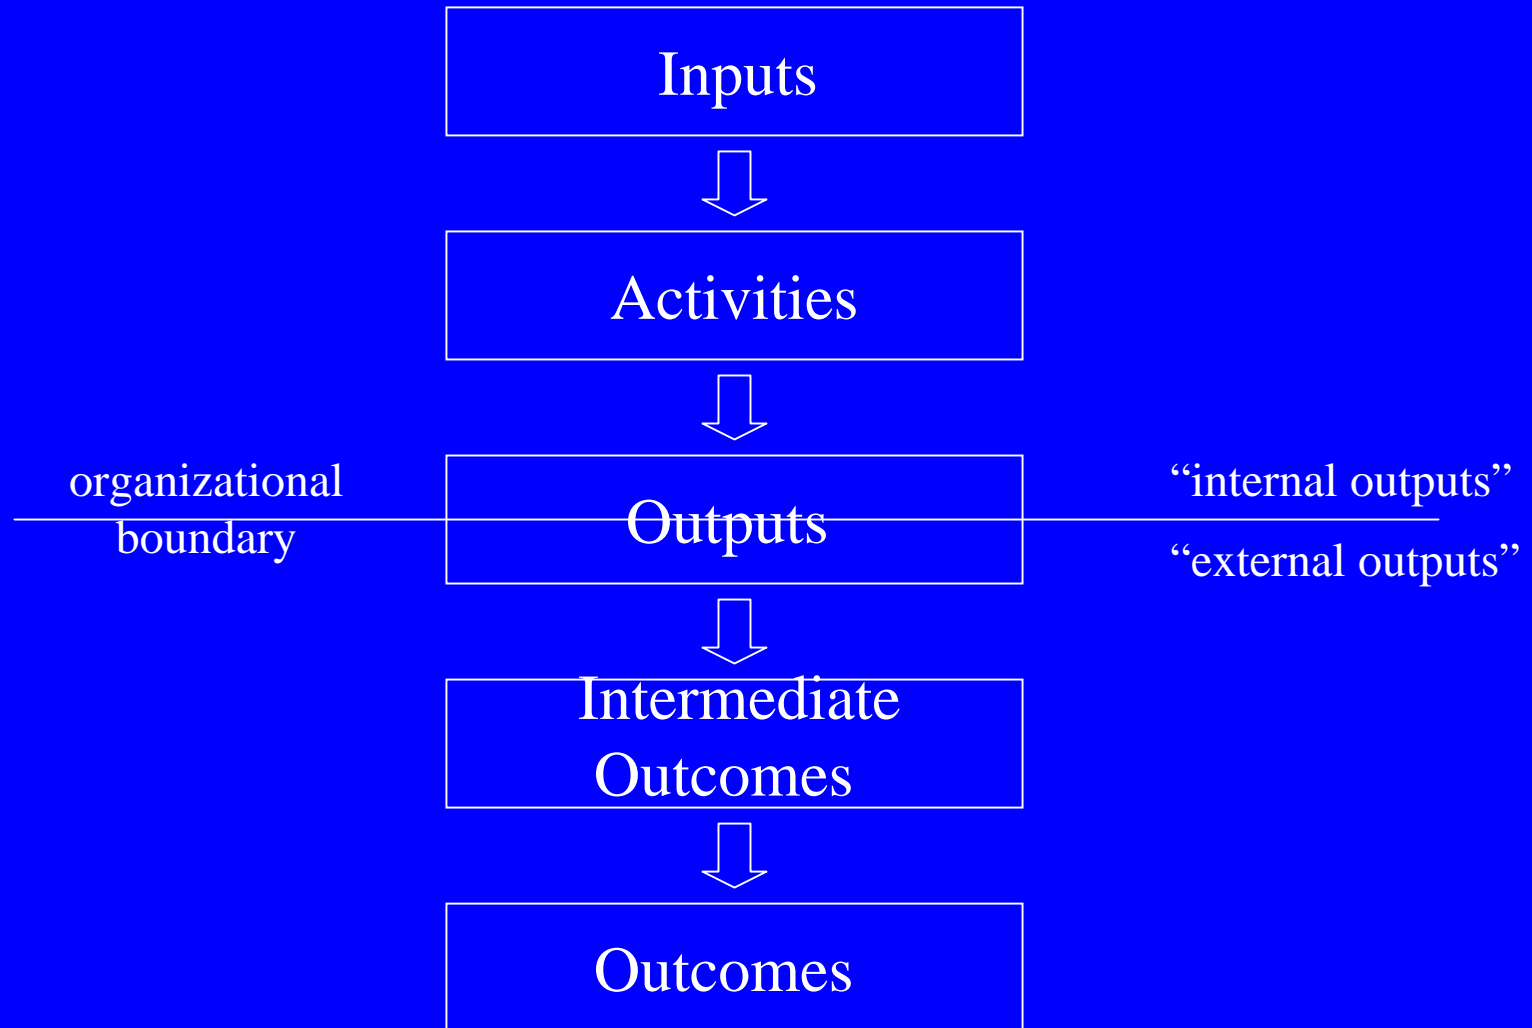 Inputs
Activities
organizational
boundary
Outputs
“internal outputs”
“external outputs”
Intermediate
Outcomes
Outcomes